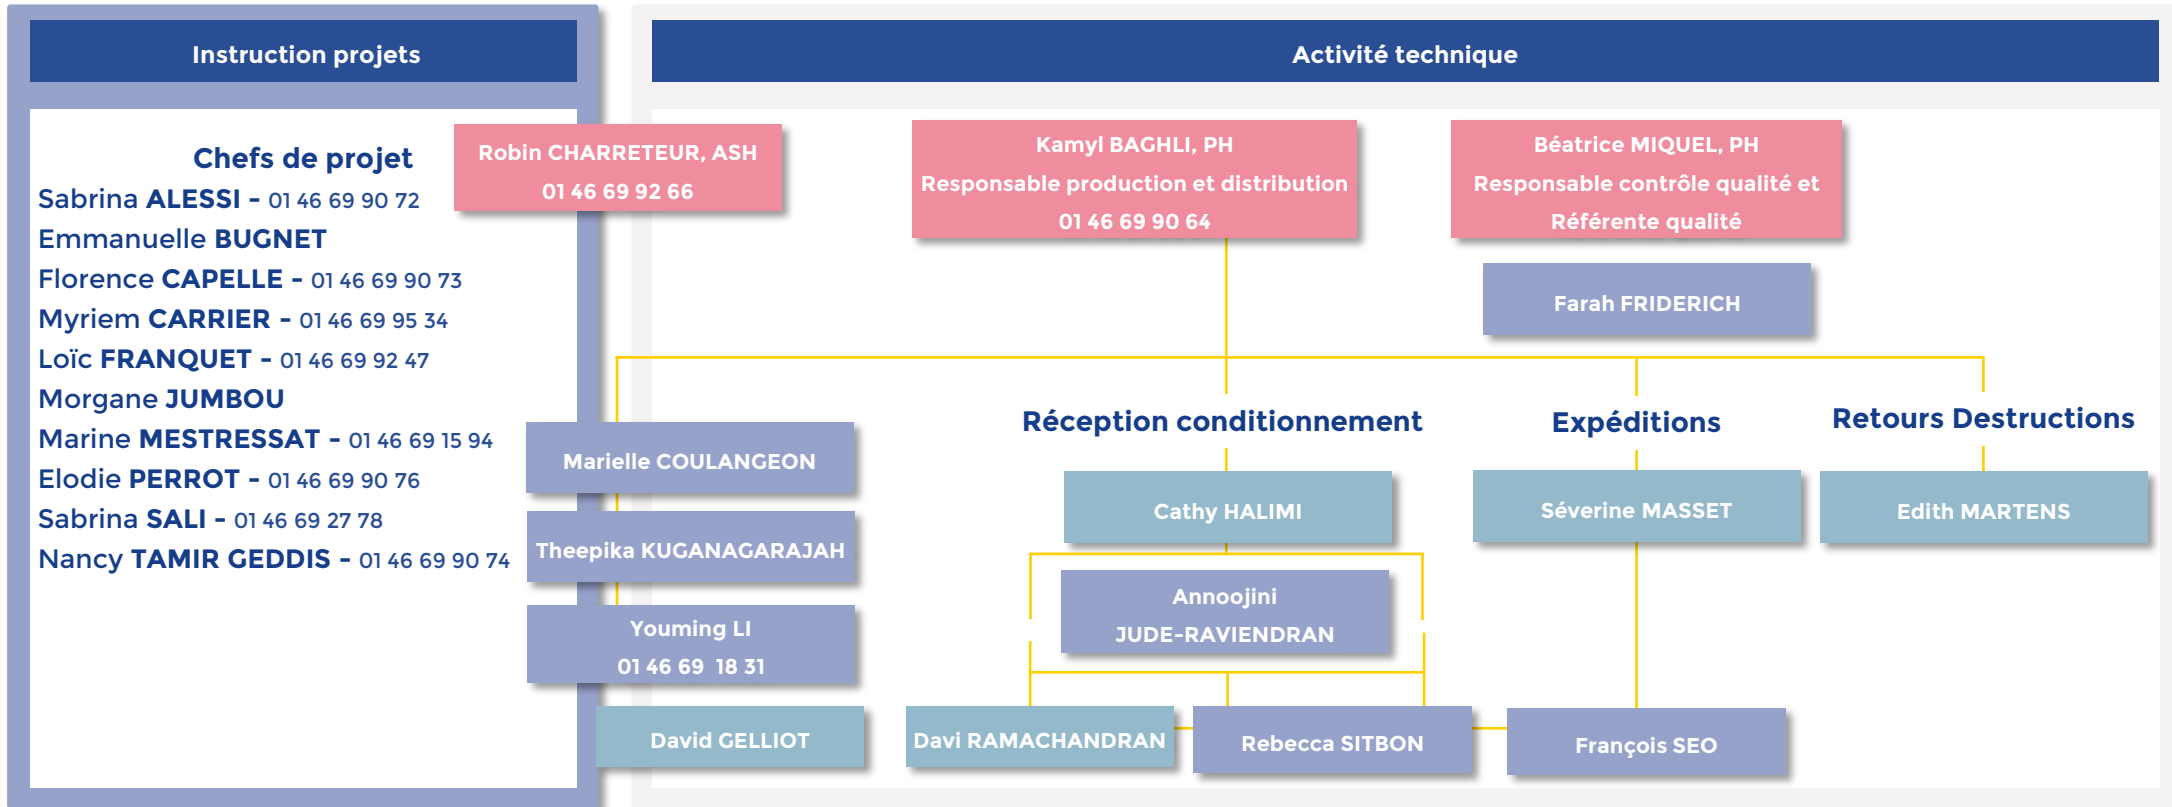 Instruction projets
Chefs de projet
Sabrina ALESSI - 01 46 69 90 72
Emmanuelle BUGNET
Florence CAPELLE - 01 46 69 90 73
Myriem CARRIER - 01 46 69 95 34
Loïc FRANQUET - 01 46 69 92 47
Morgane JUMBOU
Marine MESTRESSAT - 01 46 69 15 94
Elodie PERROT - 01 46 69 90 76
Sabrina SALI - 01 46 69 27 78
Nancy TAMIR GEDDIS - 01 46 69 90 74
Robin CHARRETEUR, ASH
01 46 69 92 66
Activité technique
Kamyl BAGHLI, PH
Responsable production et distribution
01 46 69 90 64
Béatrice MIQUEL, PH
Responsable contrôle qualité et
Référente qualité
Farah FRIDERICH
Marielle COULANGEON
Theepika KUGANAGARAJAH
Youming LI
01 46 69  18 31
David GELLIOT
Réception conditionnement
Cathy HALIMI
Annoojini
JUDE-RAVIENDRAN
Davi RAMACHANDRAN
Rebecca SITBON
Expéditions
Séverine MASSET
François SEO
Retours Destructions
Edith MARTENS